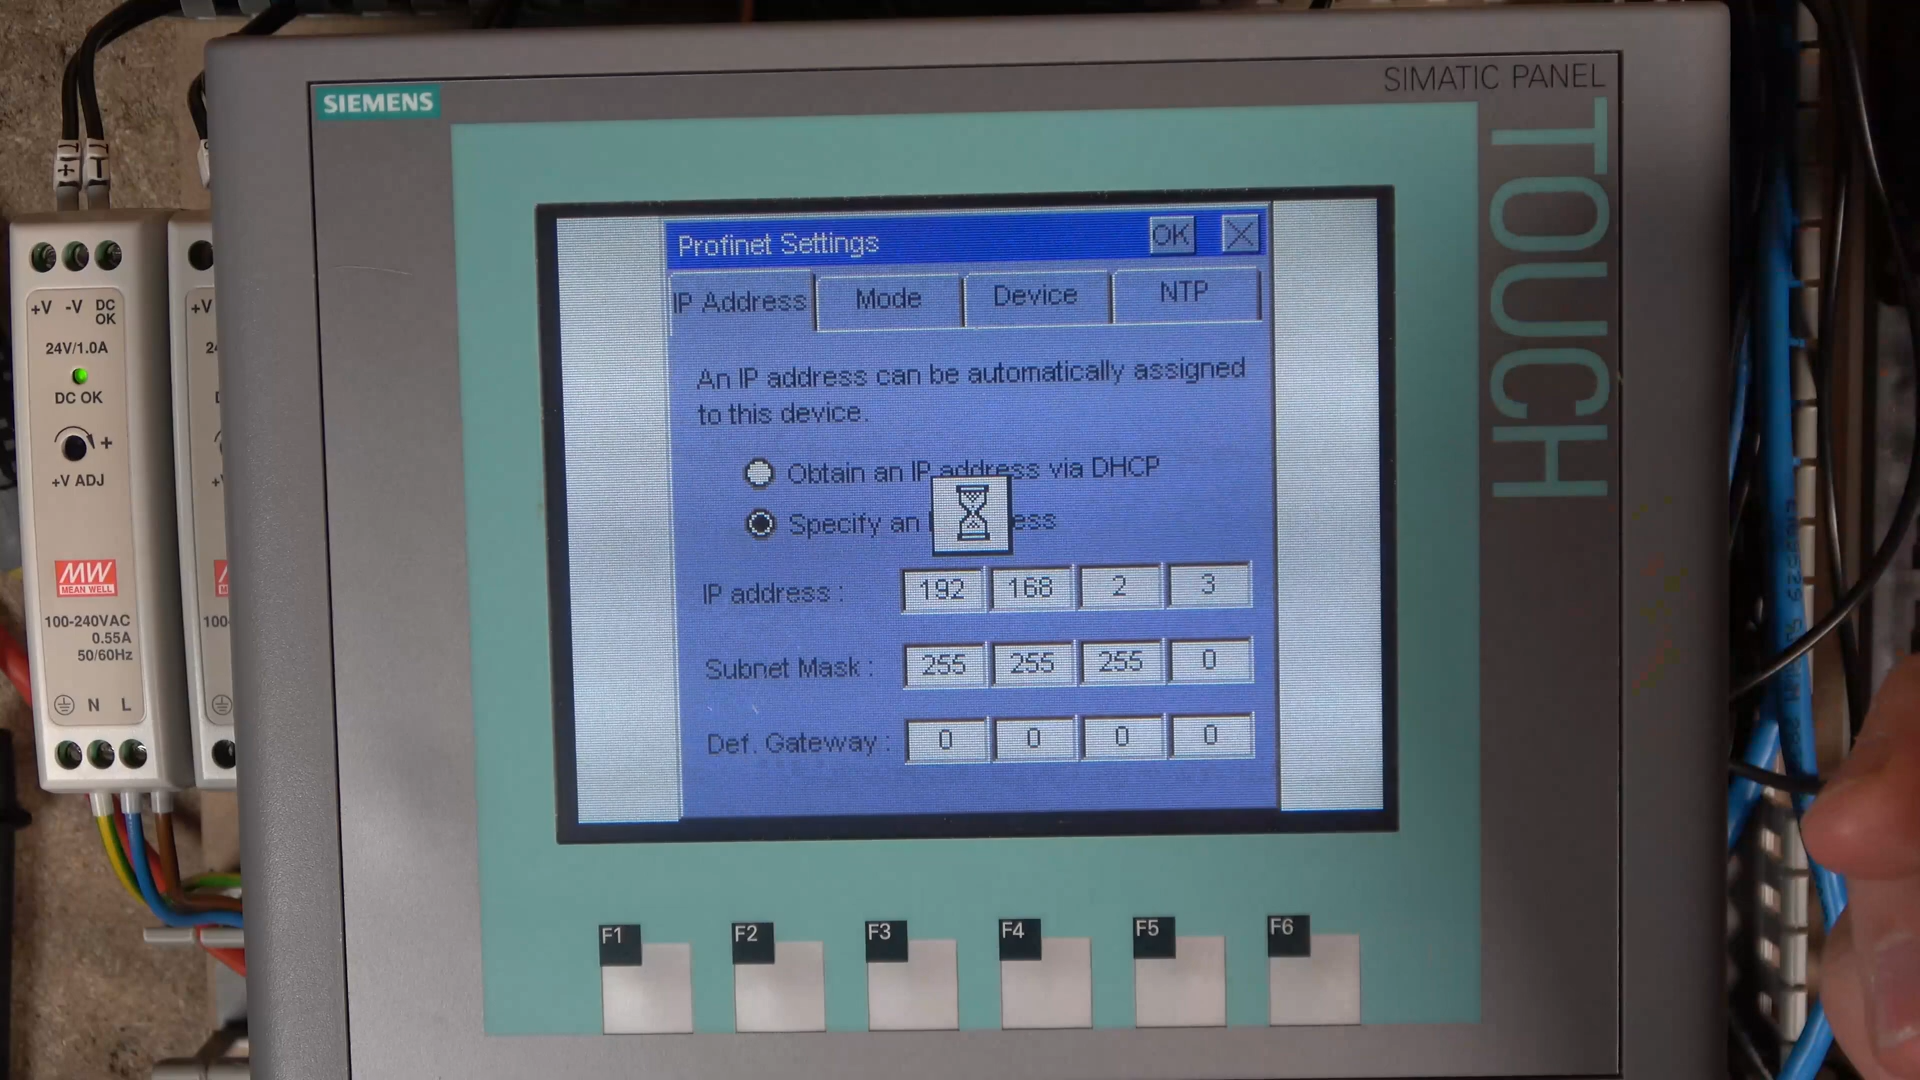 SIMATIC PANEL
SIEMENS
TOUCH
Profinet Settings OK
IP Address Mode Device NTP
An IP address can be automatically assigned
to this device.
Obtain an IP address via DHCP
Specify an
IP address : 192 168 2 3
Subnet Mask : 255 255 255 0
Def. Gateway : 0 0 0 0
F1 F2 F3 F4 F5 F6
+V -V DC
OK
24V/1.0A
DC OK
+
+V ADJ
MW
MEAN WELL
100-240VAC
0.55A
50/60Hz
N L
+V
24
100